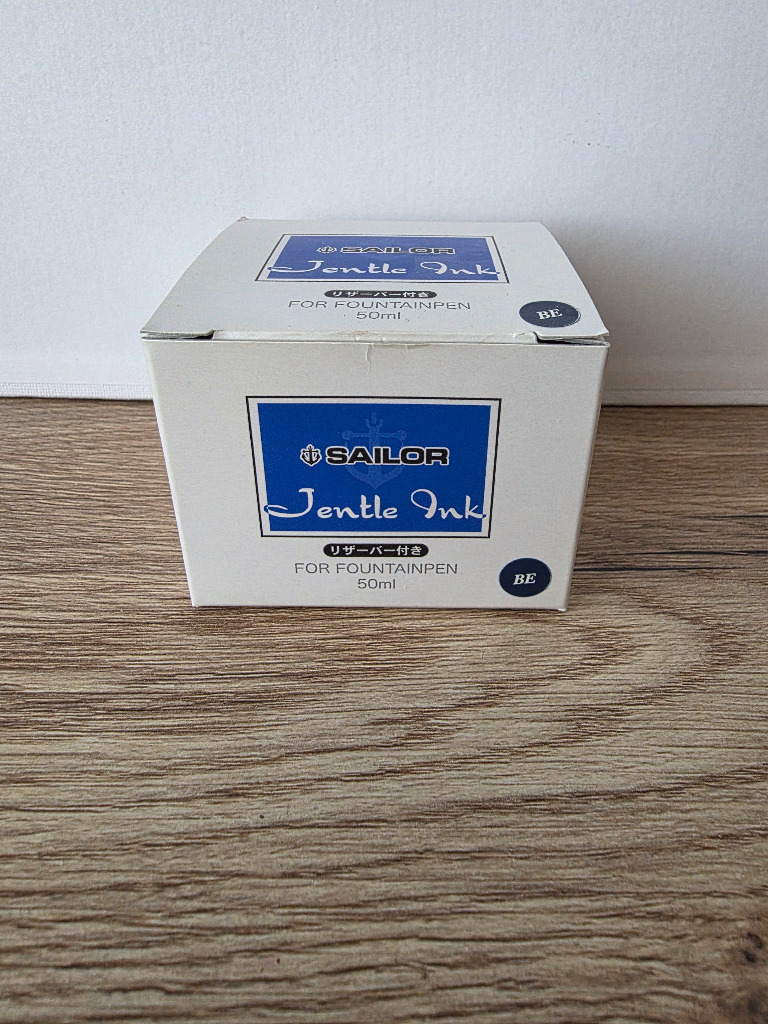 SAILOR
Jentle Ink
リザーバー付き
FOR FOUNTAINPEN
50ml
BE
SAILOR
Jentle Ink
リザーバー付き
FOR FOUNTAINPEN
50ml
BE